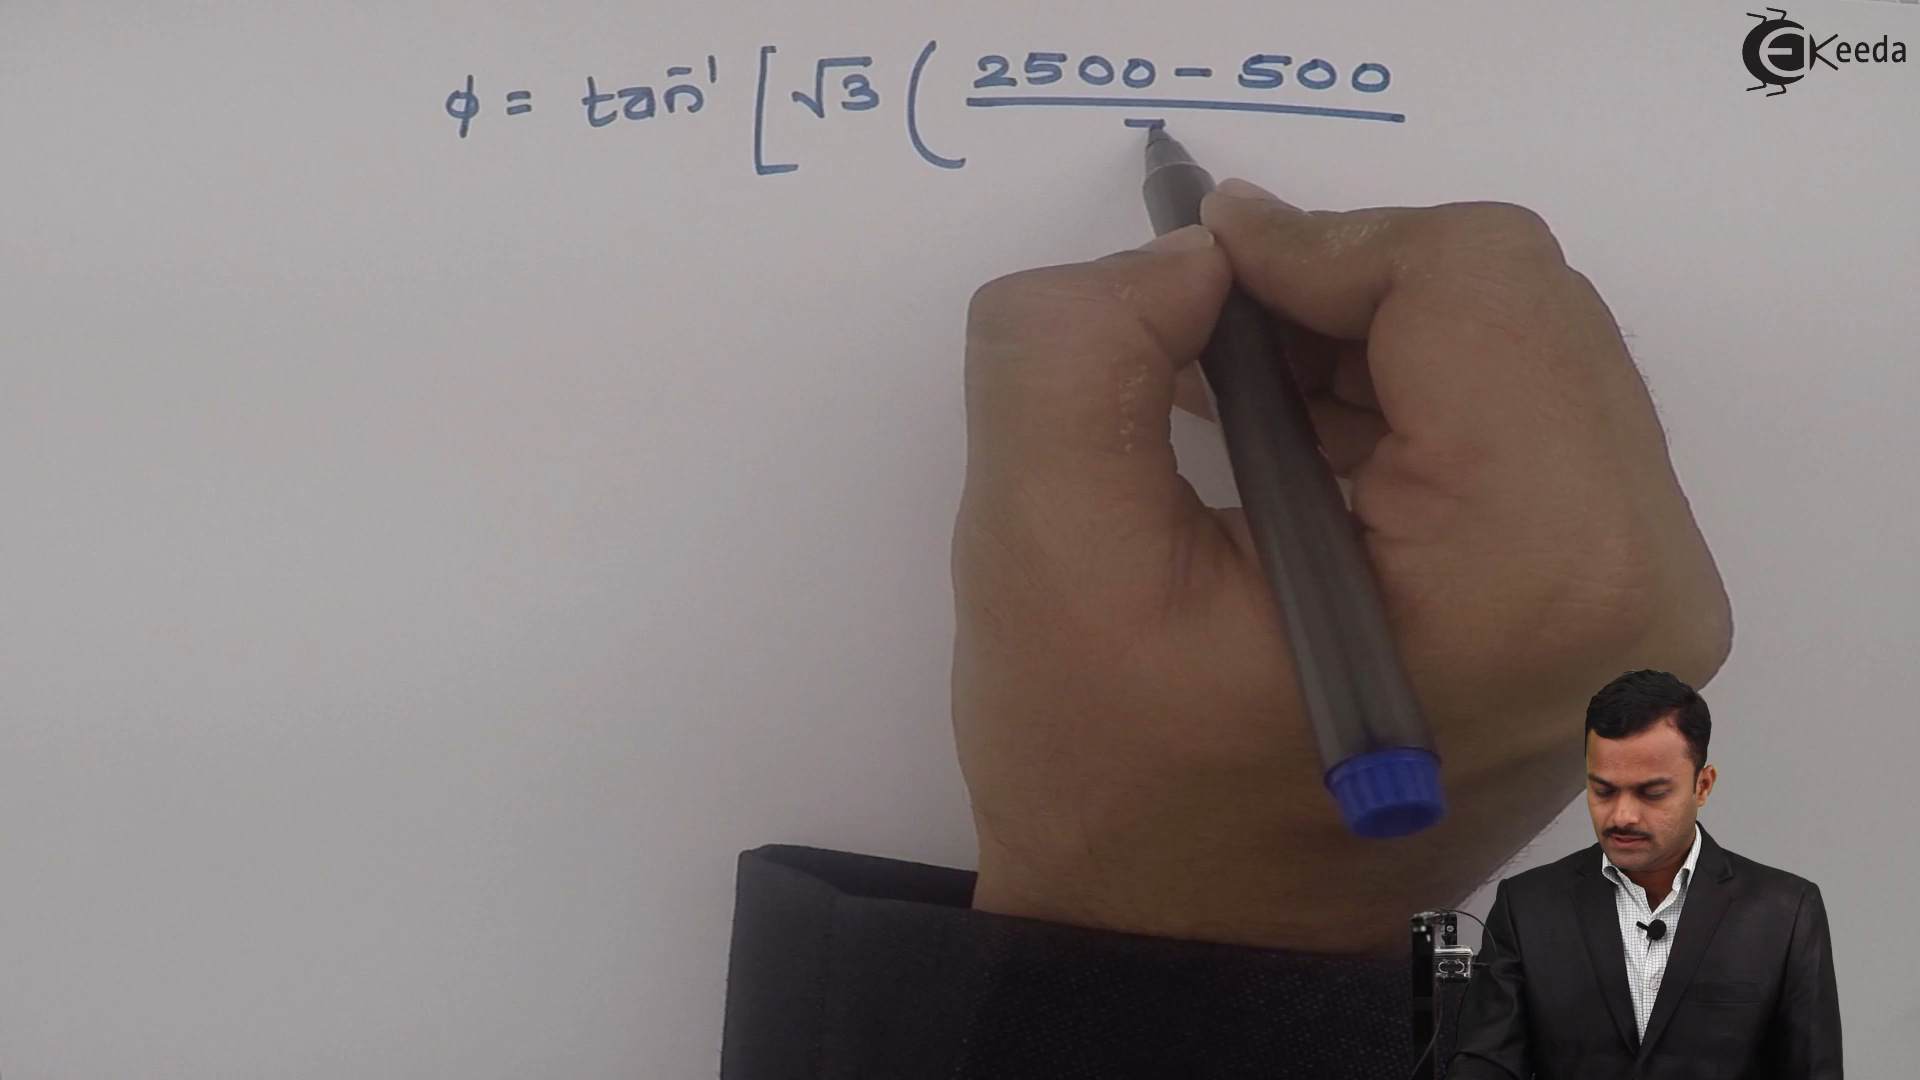 EKeeda
φ = tan⁻¹ [ √3 ( 2500 - 500